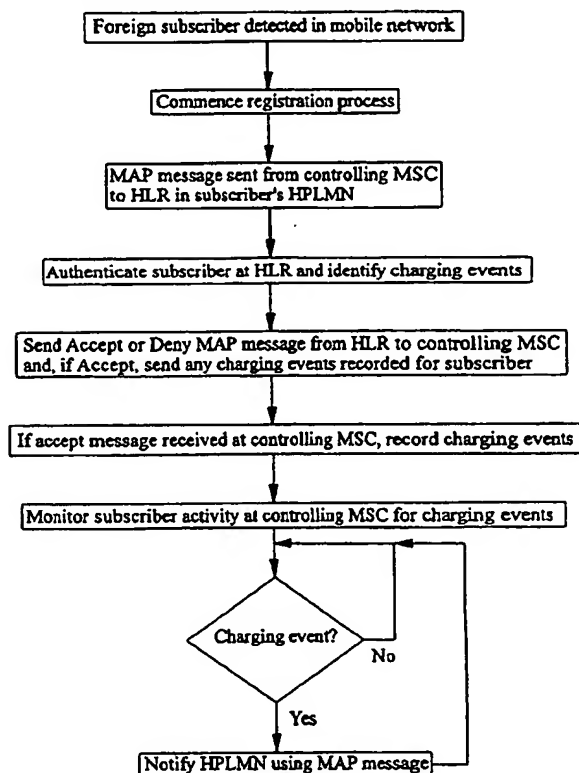 Foreign subscriber detected in mobile network
Commence registration process
MAP message sent from controlling MSC
to HLR in subscriber's HPLMN
Authenticate subscriber at HLR and identify charging events
Send Accept or Deny MAP message from HLR to controlling MSC
and, if Accept, send any charging events recorded for subscriber
If accept message received at controlling MSC, record charging events
Monitor subscriber activity at controlling MSC for charging events
Charging event?
No
Yes
Notify HPLMN using MAP message